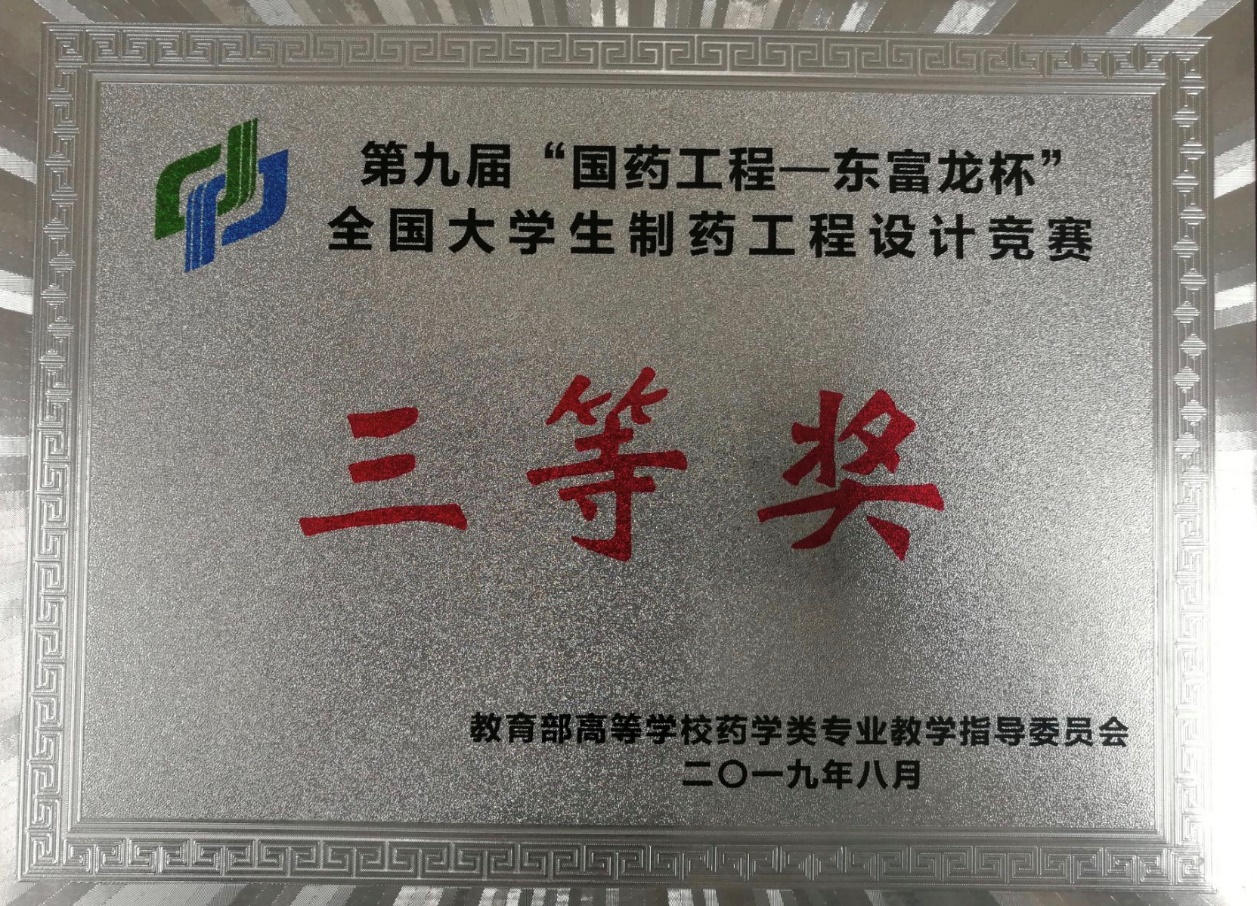 第九届“国药工程—东富龙杯”
全国大学生制药工程设计竞赛
三等奖
教育部高等学校药学类专业教学指导委员会
二〇一九年八月